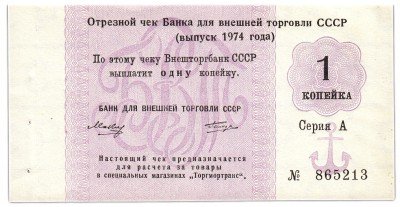 Отрезной чек Банка для внешней торговли СССР
(выпуск 1974 года)
По этому чеку Внешторгбанк СССР
выплатит одну копейку.
БАНК ДЛЯ ВНЕШНЕЙ ТОРГОВЛИ СССР
Настоящий чек предназначается
для расчета за товары
в специальных магазинах „Торгмортранс".
1
КОПЕЙКА
Серия А
№ 865213